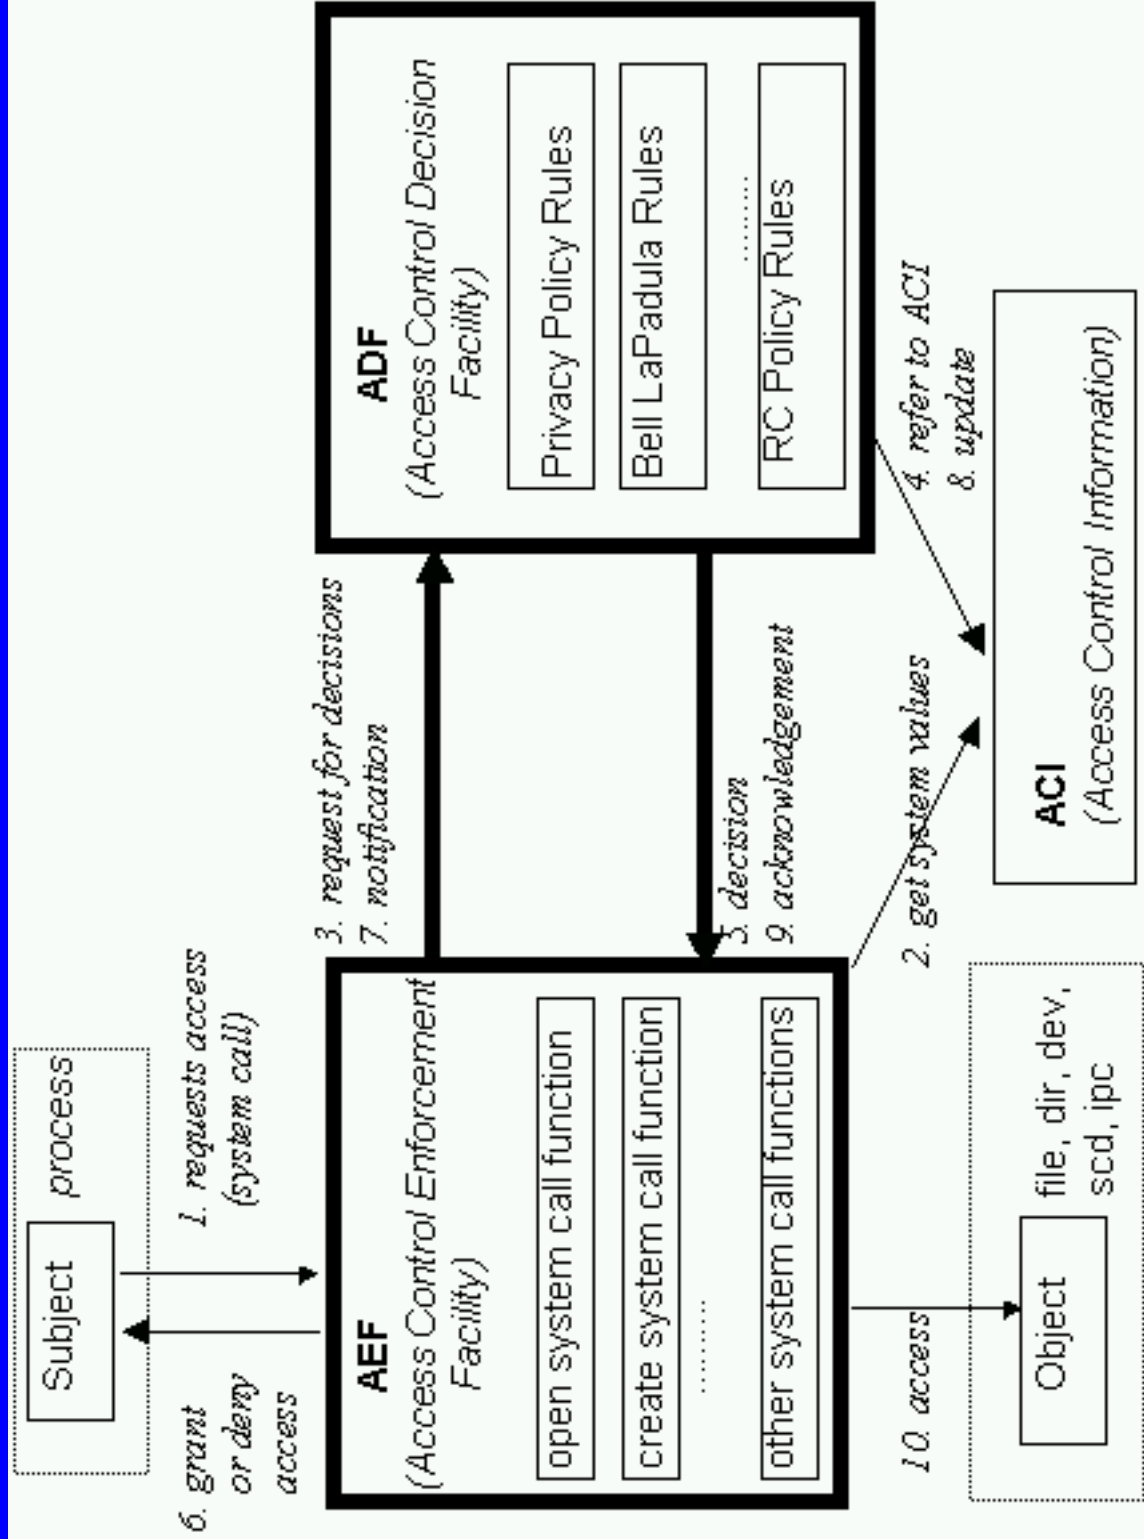 Subject
process
1. requests access
(system call)
6. grant
or deny
access
AEF
(Access Control Enforcement
Facility)
open system call function
create system call function
........
other system call functions
3. request for decisions
7. notification
5. decision
9. acknowledgement
ADF
(Access Control Decision
Facility)
Privacy Policy Rules
Bell LaPadula Rules
........
RC Policy Rules
2. get system values
4. refer to ACI
8. update
10. access
Object
file, dir, dev,
scd, ipc
ACI
(Access Control Information)